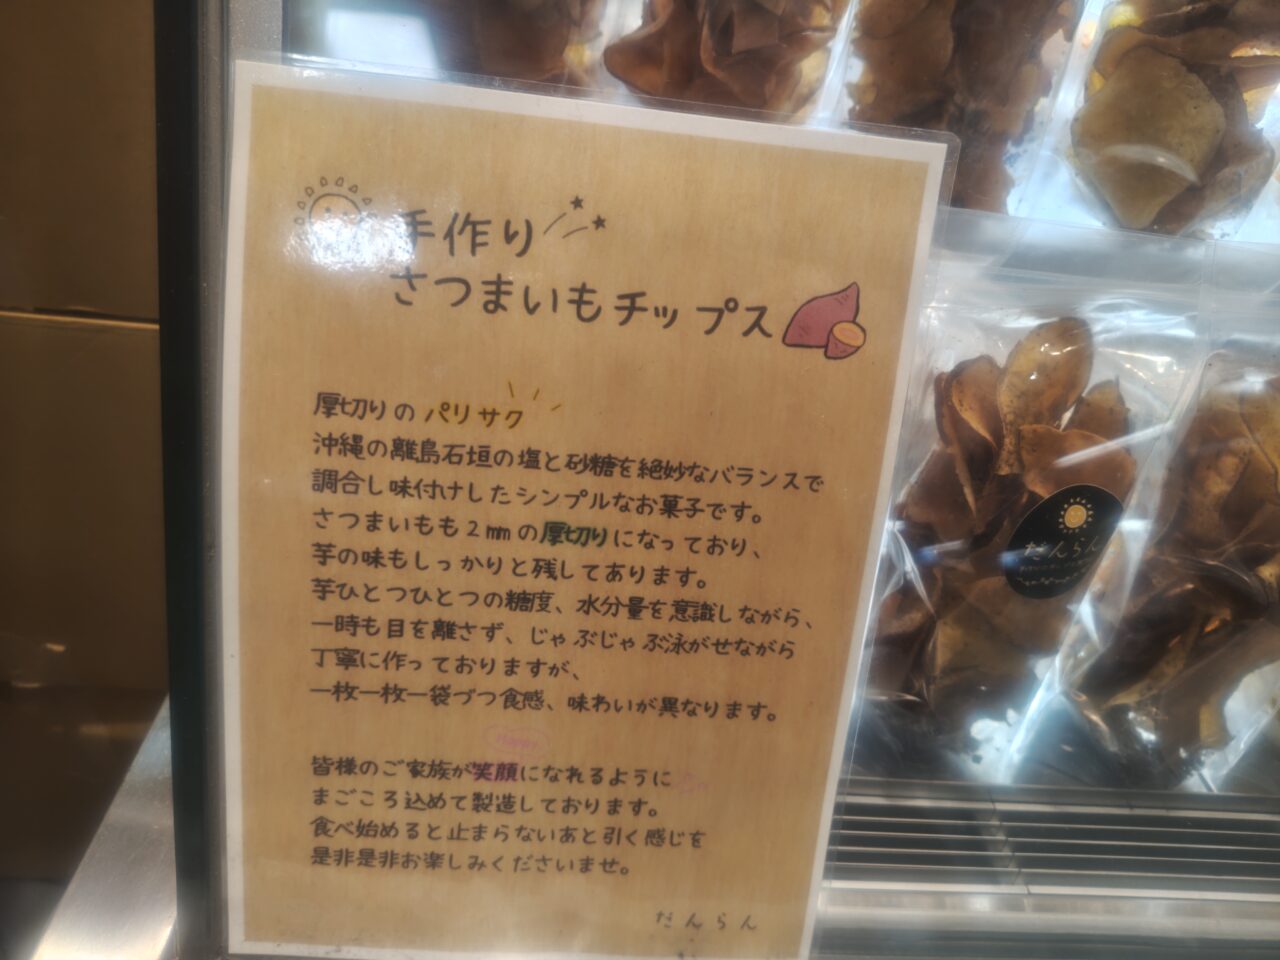 手作り
さつまいもチップス
厚切りの パリサク
沖縄の離島石垣の塩と砂糖を絶妙なバランスで
調合し味付けしたシンプルなお菓子です。
さつまいもも2mmの厚切りになっており、
芋の味もしっかりと残してあります。
芋ひとつひとつの糖度、水分量を意識しながら、
一時も目を離さず、じゃぶじゃぶ泳がせながら
丁寧に作っておりますが、
一枚一枚一袋づつ食感、味わいが異なります。
皆様のご家族が笑顔になれるように
まごころ込めて製造しております。
食べ始めると止まらないあと引く感じを
是非是非お楽しみくださいませ。
だんらん
だんらん